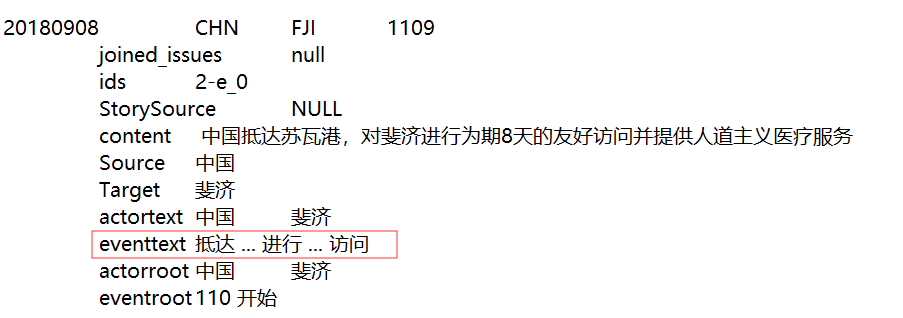 20180908 CHN FJI 1109
joined_issues null
ids 2-e_0
StorySource NULL
content 中国抵达苏瓦港，对斐济进行为期8天的友好访问并提供人道主义医疗服务
Source 中国
Target 斐济
actortext 中国 斐济
eventtext 抵达 ... 进行 ... 访问
actorroot 中国 斐济
eventroot 110 开始